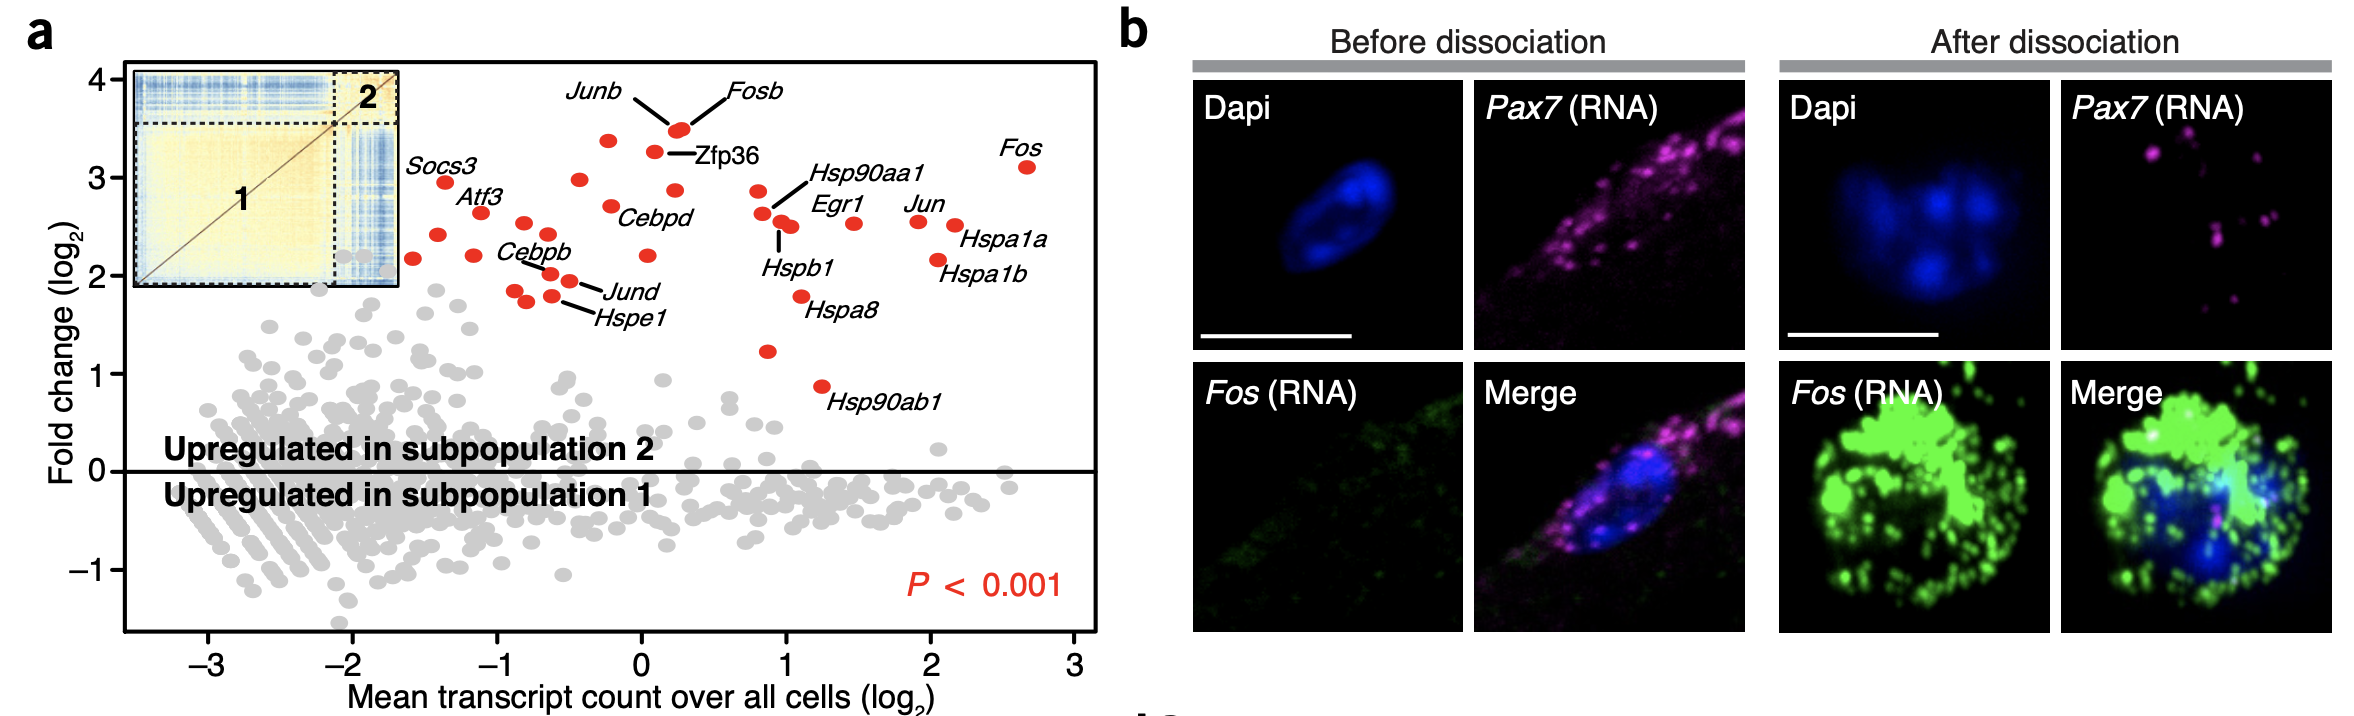 a
Fold change (log2)
4
3
2
1
0
–1
1
2
Junb
Fosb
Zfp36
Fos
Socs3
Atf3
Cebpd
Hsp90aa1
Egr1
Jun
Hspa1a
Cebpb
Hspb1
Hspa1b
Jund
Hspe1
Hspa8
Hsp90ab1
Upregulated in subpopulation 2
Upregulated in subpopulation 1
P < 0.001
–3 –2 –1 0 1 2 3
Mean transcript count over all cells (log2)
b
Before dissociation
After dissociation
Dapi
Pax7 (RNA)
Dapi
Pax7 (RNA)
Fos (RNA)
Merge
Fos (RNA)
Merge